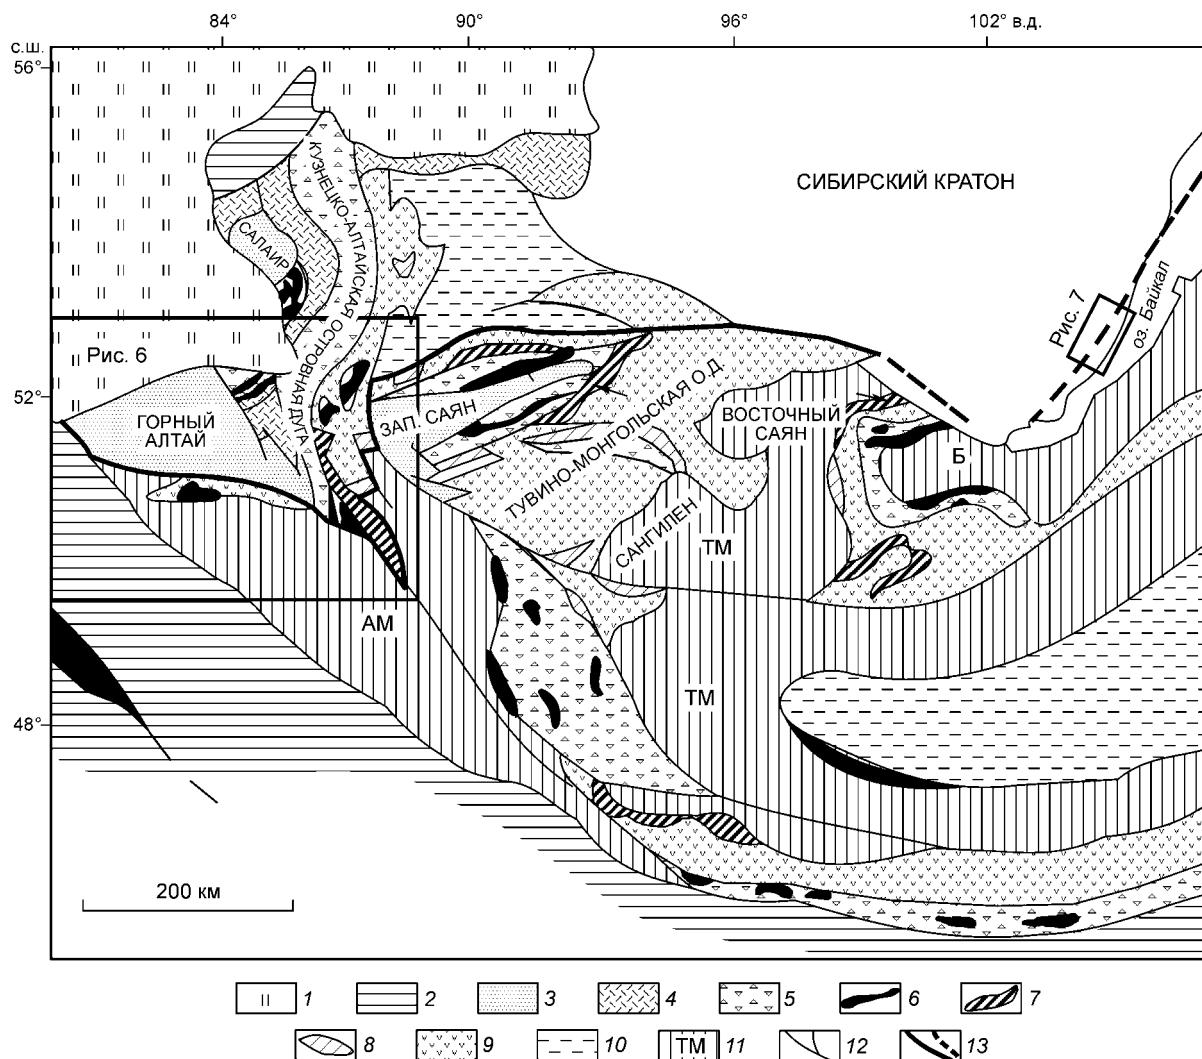 84° 90° 96° 102° в.д.
с.ш.
56°
52°
48°
СИБИРСКИЙ КРАТОН
КУЗНЕЦКО-АЛТАЙСКАЯ ОСТРОВНАЯ ДУГА
САЛАИР
Рис. 7
оз. Байкал
Рис. 6
ГОРНЫЙ
АЛТАЙ
ЗАП. САЯН
ТУВИНО-МОНГОЛЬСКАЯ О.Д.
ВОСТОЧНЫЙ
САЯН
Б
САНГИЛЕН
ТМ
АМ
ТМ
200 км
1 2 3 4 5 6 7
8 9 10 ТМ 11 12 13